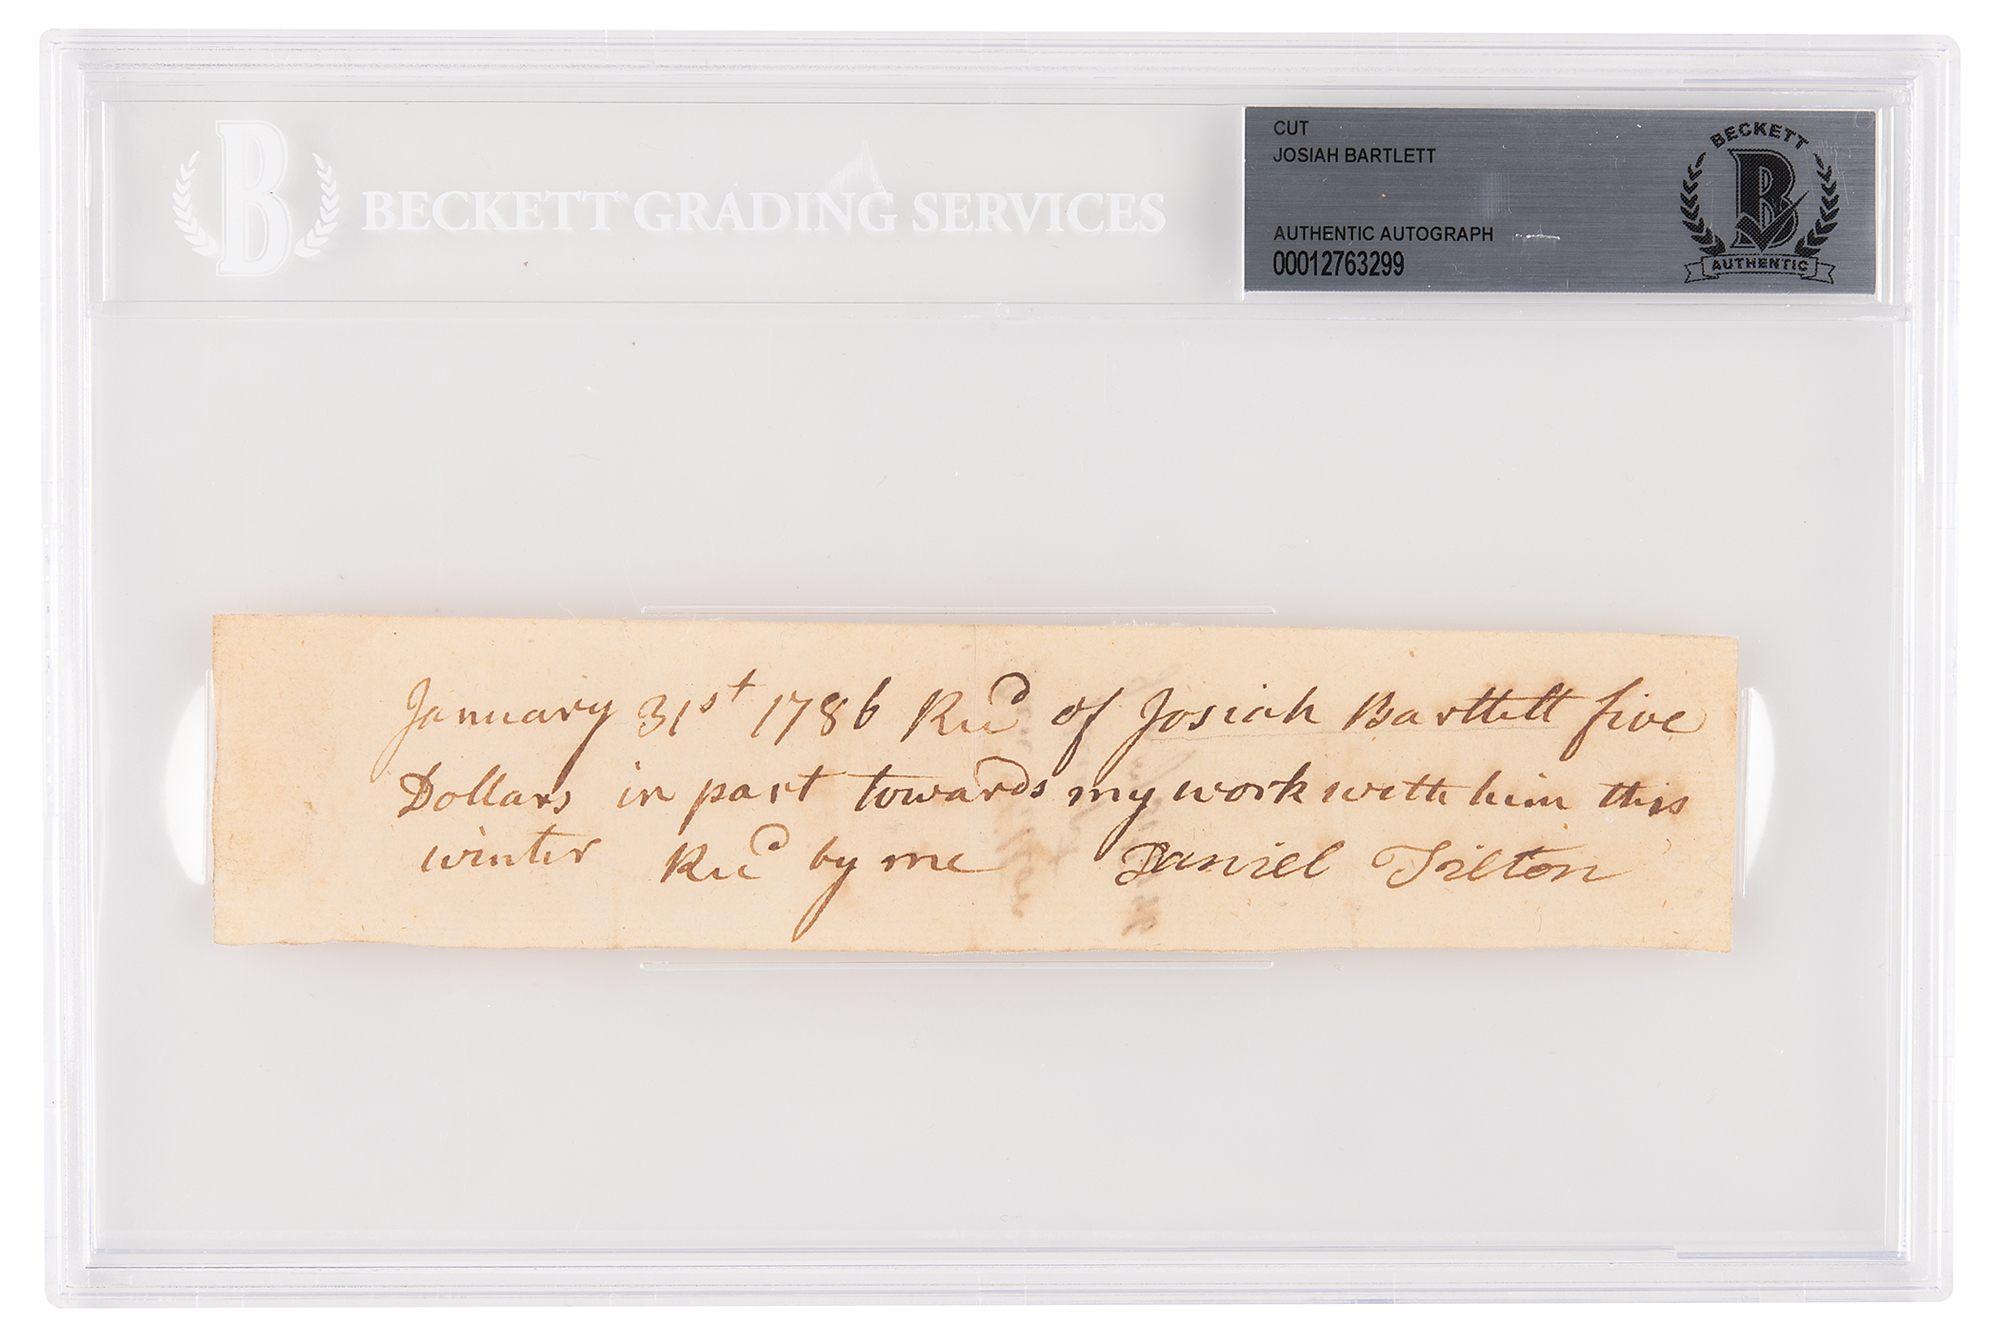 BECKETT GRADING SERVICES
B
CUT
JOSIAH BARTLETT
AUTHENTIC AUTOGRAPH
00012763299
BECKETT
B
AUTHENTIC
January 31st 1786 Recd of Josiah Bartlett five
Dollars in part towards my work with him this
winter Recd by me Daniel Tilton